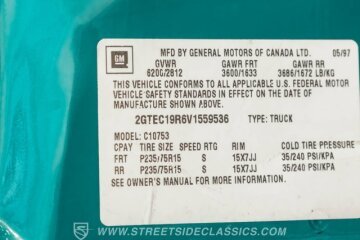 GM
MFD BY GENERAL MOTORS OF CANADA LTD. 05/97
GVWR GAWR FRT GAWR RR
6200/2812 3600/1633 3686/1672 LB/KG
THIS VEHICLE CONFORMS TO ALL APPLICABLE U.S. FEDERAL MOTOR
VEHICLE SAFETY STANDARDS IN EFFECT ON THE DATE OF
MANUFACTURE SHOWN ABOVE.
2GTEC19R6V1559536 TYPE: TRUCK
MODEL: C10753
CPAY TIRE SIZE SPEED RTG RIM COLD TIRE PRESSURE
FRT P235/75R15 S 15X7JJ 35/240 PSI/KPA
RR P235/75R15 S 15X7JJ 35/240 PSI/KPA
SEE OWNER'S MANUAL FOR MORE INFORMATION.
WWW.STREETSIDECLASSICS.COM